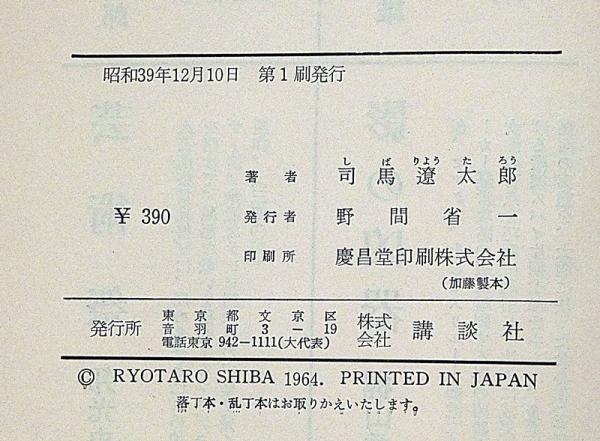 昭和39年12月10日 第1刷発行
しばりようたろう
著者 司馬遼太郎
¥390 発行者 野間省一
印刷所 慶昌堂印刷株式会社
(加藤製本)
発行所 東京都文京区音羽町3-19 電話東京942-1111(大代表) 株式会社 講談社
© RYOTARO SHIBA 1964. PRINTED IN JAPAN
落丁本・乱丁本はお取りかえいたします。